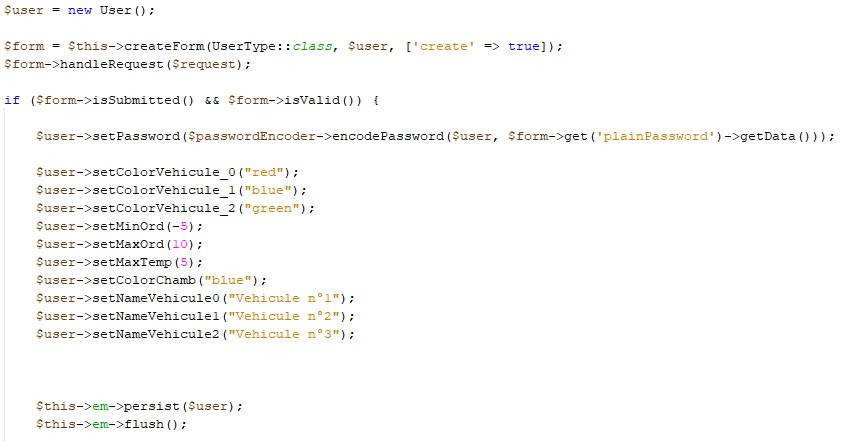 $user = new User();
$form = $this->createForm(UserType::class, $user, ['create' => true]);
$form->handleRequest($request);
if ($form->isSubmitted() && $form->isValid()) {
$user->setPassword($passwordEncoder->encodePassword($user, $form->get('plainPassword')->getData()));
$user->setColorVehicule_0("red");
$user->setColorVehicule_1("blue");
$user->setColorVehicule_2("green");
$user->setMinOrd(-5);
$user->setMaxOrd(10);
$user->setMaxTemp(5);
$user->setColorChamb("blue");
$user->setNameVehicule0("Vehicule n°1");
$user->setNameVehicule1("Vehicule n°2");
$user->setNameVehicule2("Vehicule n°3");
$this->em->persist($user);
$this->em->flush();